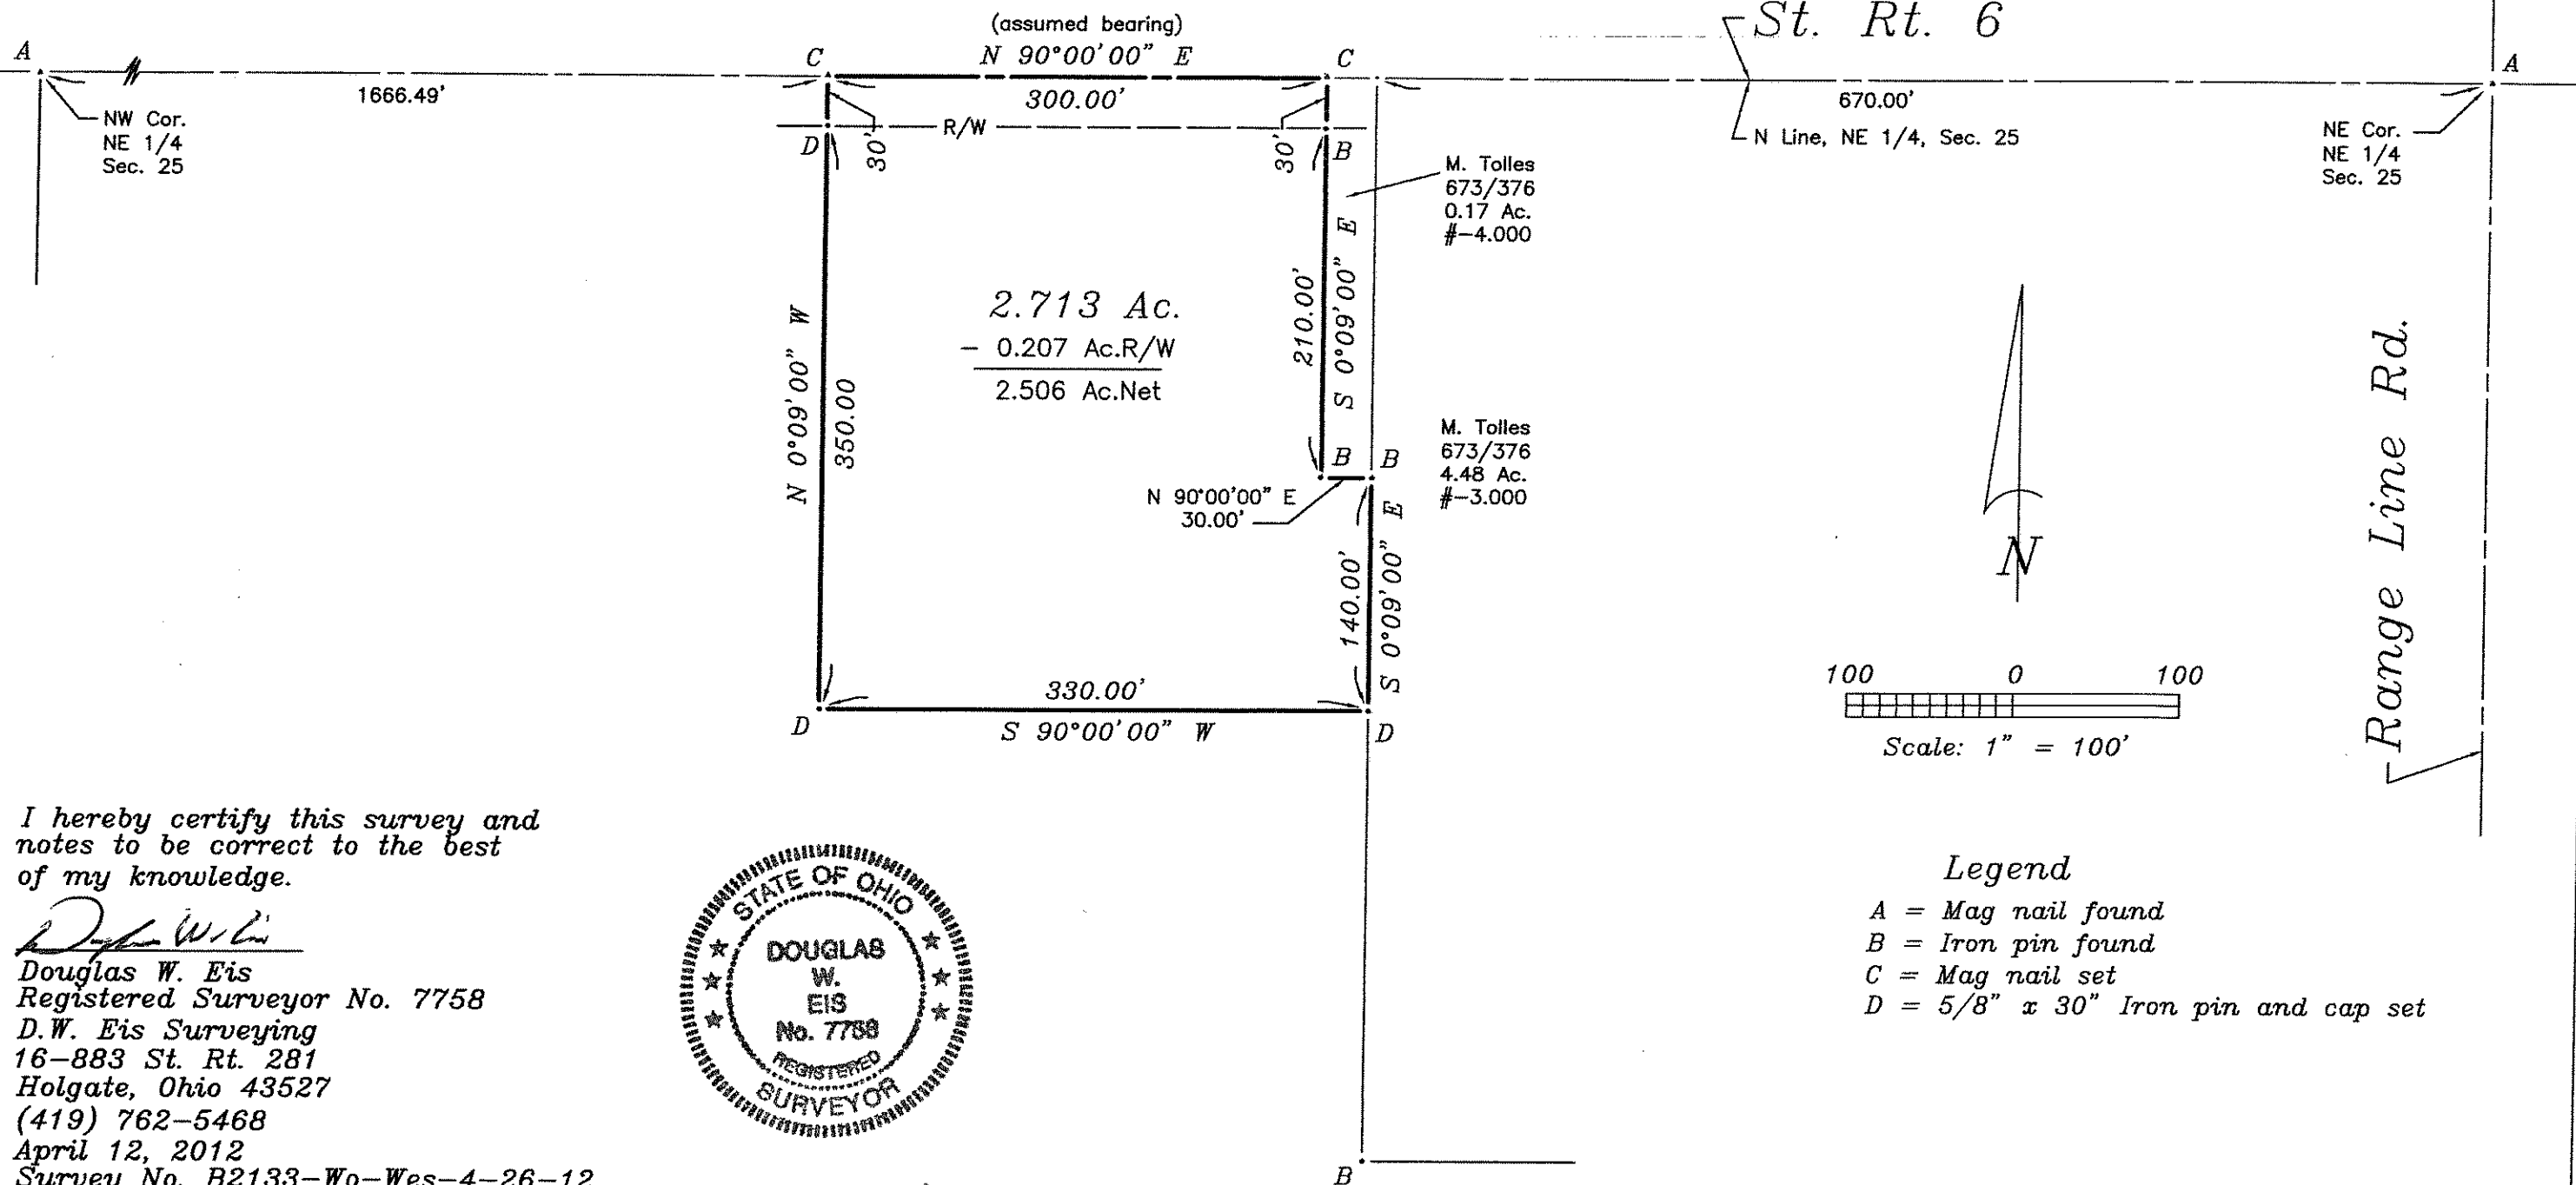 (assumed bearing)
N 90°00'00" E
St. Rt. 6
A
C
C
A
1666.49'
300.00'
670.00'
NW Cor.
NE 1/4
Sec. 25
R/W
N Line, NE 1/4, Sec. 25
NE Cor.
NE 1/4
Sec. 25
D
30'
30'
B
M. Tolles
673/376
0.17 Ac.
#-4.000
N 0°09'00" W
350.00
2.713 Ac.
- 0.207 Ac.R/W
2.506 Ac.Net
210.00'
S 0°09'00" E
Range Line Rd.
B
B
M. Tolles
673/376
4.48 Ac.
#-3.000
N 90°00'00" E
30.00'
140.00'
S 0°09'00" E
N
330.00'
D
S 90°00'00" W
D
100 0 100
Scale: 1" = 100'
I hereby certify this survey and
notes to be correct to the best
of my knowledge.
Douglas W. Eis
Registered Surveyor No. 7758
D.W. Eis Surveying
16-883 St. Rt. 281
Holgate, Ohio 43527
(419) 762-5468
April 12, 2012
Survey No. B2133-Wo-Wes-4-26-12
STATE OF OHIO
DOUGLAS
W.
EIS
No. 7758
REGISTERED
SURVEYOR
Legend
A = Mag nail found
B = Iron pin found
C = Mag nail set
D = 5/8" x 30" Iron pin and cap set
B